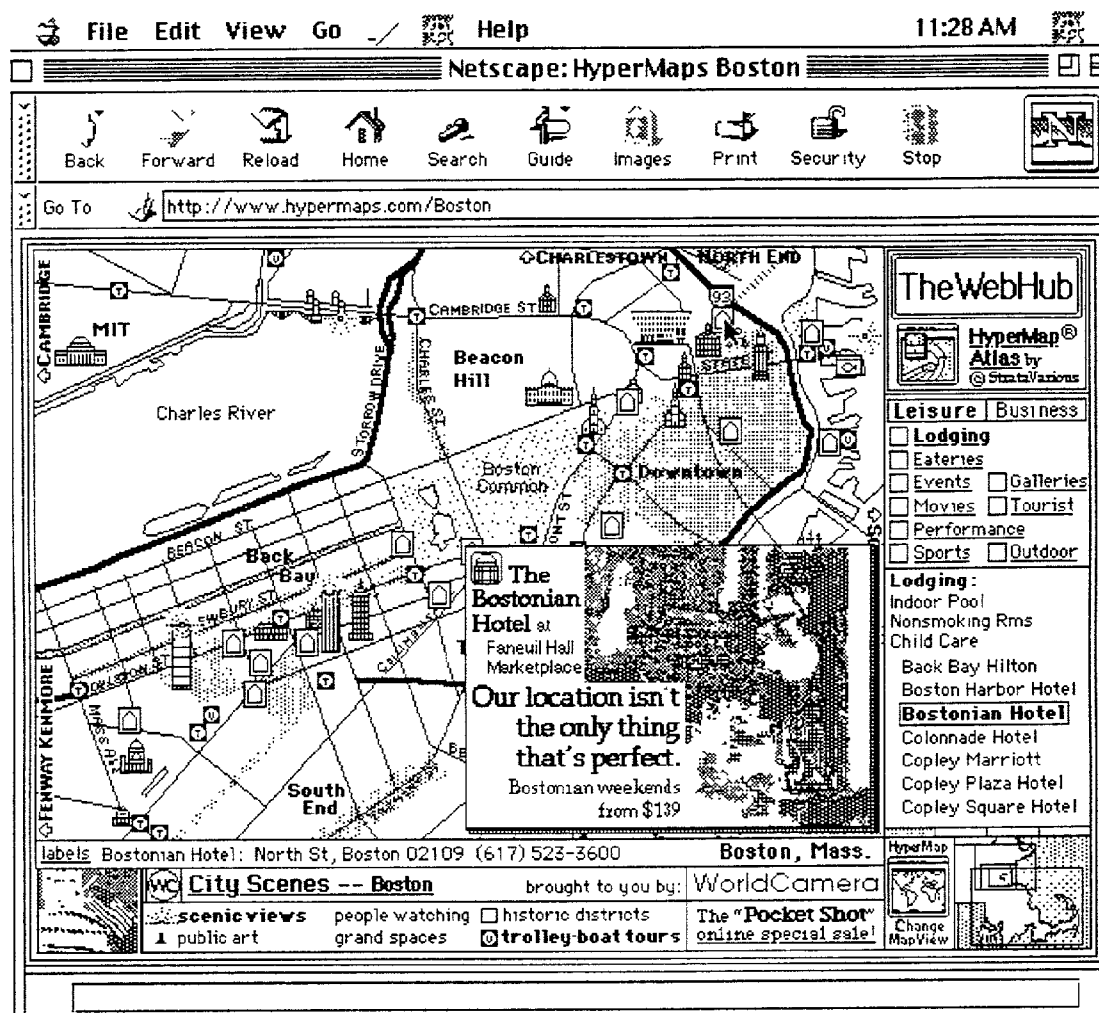 File Edit View Go Help 11:28 AM
Netscape: HyperMaps Boston
Back Forward Reload Home Search Guide Images Print Security Stop
N
Go To http://www.hypermaps.com/Boston
CAMBRIDGE
MIT
Charles River
STORROW DRIVE
CHARLES ST
CAMBRIDGE ST
CHARLESTOWN
NORTH END
93
STATE
Beacon
Hill
Boston
Common
Downtown
BEACON ST.
Back
Bay
NEWBURY ST.
BOYLSTON ST
MASS AV.
FENWAY KENMORE
South
End
The
Bostonian
Hotel at
Faneuil Hall
Marketplace
Our location isn't
the only thing
that's perfect.
Bostonian weekends
from $139
TheWebHub
HyperMap®
Atlas by
© StrataVarious
Leisure Business
Lodging
Eateries
Events Galleries
Movies Tourist
Performance
Sports Outdoor
Lodging:
Indoor Pool
Nonsmoking Rms
Child Care
Back Bay Hilton
Boston Harbor Hotel
Bostonian Hotel
Colonnade Hotel
Copley Marriott
Copley Plaza Hotel
Copley Square Hotel
labels Bostonian Hotel: North St, Boston 02109 (617) 523-3600 Boston, Mass.
WC City Scenes -- Boston brought to you by: WorldCamera
scenic views people watching historic districts The "Pocket Shot"
public art grand spaces trolley-boat tours online special sale!
HyperMap
Change
MapView